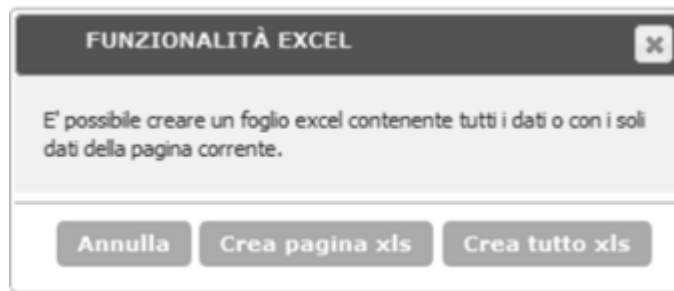 FUNZIONALITÀ EXCEL
E' possibile creare un foglio excel contenente tutti i dati o con i soli
dati della pagina corrente.
Annulla Crea pagina xls Crea tutto xls